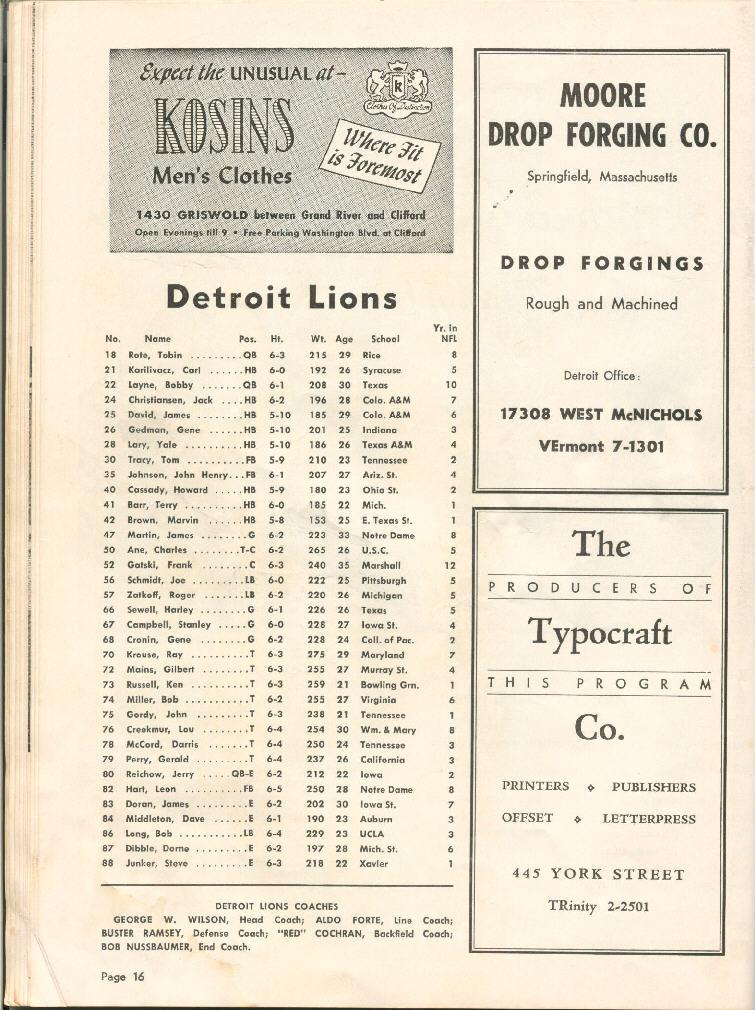 Expect the UNUSUAL at-
KOSINS
Men's Clothes
k
Clothes Of Distinction
Where Fit
is Foremost
1430 GRISWOLD between Grand River and Clifford
Open Evenings till 9 • Free Parking Washington Blvd. at Clifford
Detroit Lions
No. Name Pos. Ht. Wt. Age School Yr. in NFL
18 Rote, Tobin .........QB 6-3 215 29 Rice 8
21 Karilivacz, Carl ......HB 6-0 192 26 Syracuse 5
22 Layne, Bobby .......QB 6-1 208 30 Texas 10
24 Christiansen, Jack ....HB 6-2 196 28 Colo. A&M 7
25 David, James ........HB 5-10 185 29 Colo. A&M 6
26 Gedman, Gene ......HB 5-10 201 25 Indiana 3
28 Lary, Yale ..........HB 5-10 186 26 Texas A&M 4
30 Tracy, Tom ..........FB 5-9 210 23 Tennessee 2
35 Johnson, John Henry...FB 6-1 207 27 Ariz. St. 4
40 Cassady, Howard .....HB 5-9 180 23 Ohio St. 2
41 Barr, Terry ..........HB 6-0 185 22 Mich. 1
42 Brown, Marvin .......HB 5-8 153 25 E. Texas St. 1
47 Martin, James ........G 6-2 223 33 Notre Dame 8
50 Ane, Charles ........T-C 6-2 265 26 U.S.C. 5
52 Gatski, Frank .........C 6-3 240 35 Marshall 12
56 Schmidt, Joe .........LB 6-0 222 25 Pittsburgh 5
57 Zatkoff, Roger .......LB 6-2 220 26 Michigan 5
66 Sewell, Harley ........G 6-1 226 26 Texas 5
67 Campbell, Stanley .....G 6-0 228 27 Iowa St. 4
68 Cronin, Gene .........G 6-2 228 24 Coll. of Pac. 2
70 Krouse, Ray ..........T 6-3 275 29 Maryland 7
72 Mains, Gilbert ........T 6-3 255 27 Murray St. 4
73 Russell, Ken ..........T 6-3 259 21 Bowling Grn. 1
74 Miller, Bob ...........T 6-2 255 27 Virginia 6
75 Gordy, John ..........T 6-3 238 21 Tennessee 1
76 Creekmur, Lou ........T 6-4 254 30 Wm. & Mary 8
78 McCord, Darris .......T 6-4 250 24 Tennessee 3
79 Perry, Gerald .........T 6-4 237 26 California 3
80 Reichow, Jerry .....QB-E 6-2 212 22 Iowa 2
82 Hart, Leon ..........FB 6-5 250 28 Notre Dame 8
83 Doran, James .........E 6-2 202 30 Iowa St. 7
84 Middleton, Dave ......E 6-1 190 23 Auburn 3
86 Long, Bob ...........LB 6-4 229 23 UCLA 3
87 Dibble, Dorne .........E 6-2 197 28 Mich. St. 6
88 Junker, Steve .........E 6-3 218 22 Xavier 1
DETROIT LIONS COACHES
GEORGE W. WILSON, Head Coach; ALDO FORTE, Line Coach;
BUSTER RAMSEY, Defense Coach; "RED" COCHRAN, Backfield Coach;
BOB NUSSBAUMER, End Coach.
Page 16
MOORE
DROP FORGING CO.
Springfield, Massachusetts
DROP FORGINGS
Rough and Machined
Detroit Office:
17308 WEST McNICHOLS
VErmont 7-1301
The
PRODUCERS OF
Typocraft
THIS PROGRAM
Co.
PRINTERS ⋄ PUBLISHERS
OFFSET ⋄ LETTERPRESS
445 YORK STREET
TRinity 2-2501